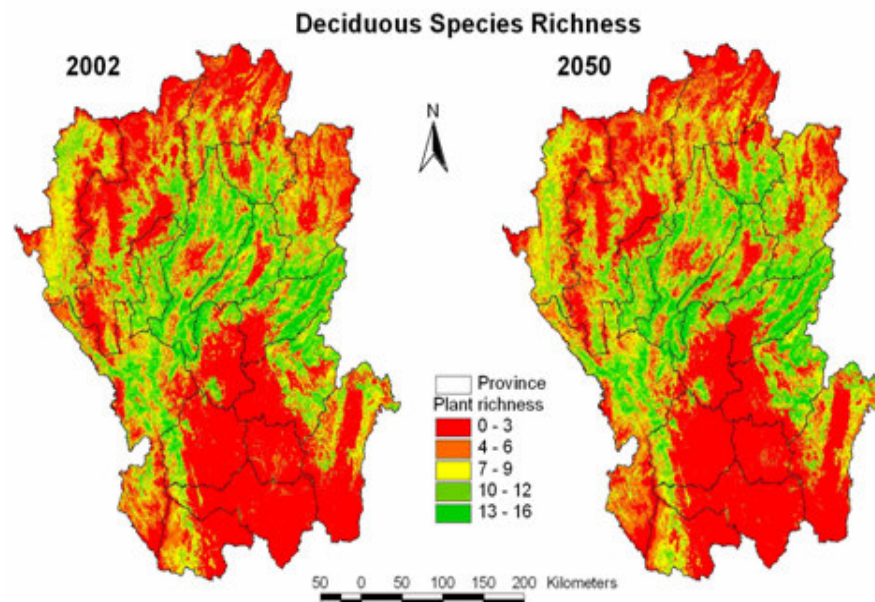 Deciduous Species Richness
2002
2050
N
Province
Plant richness
0 - 3
4 - 6
7 - 9
10 - 12
13 - 16
50 0 50 100 150 200 Kilometers